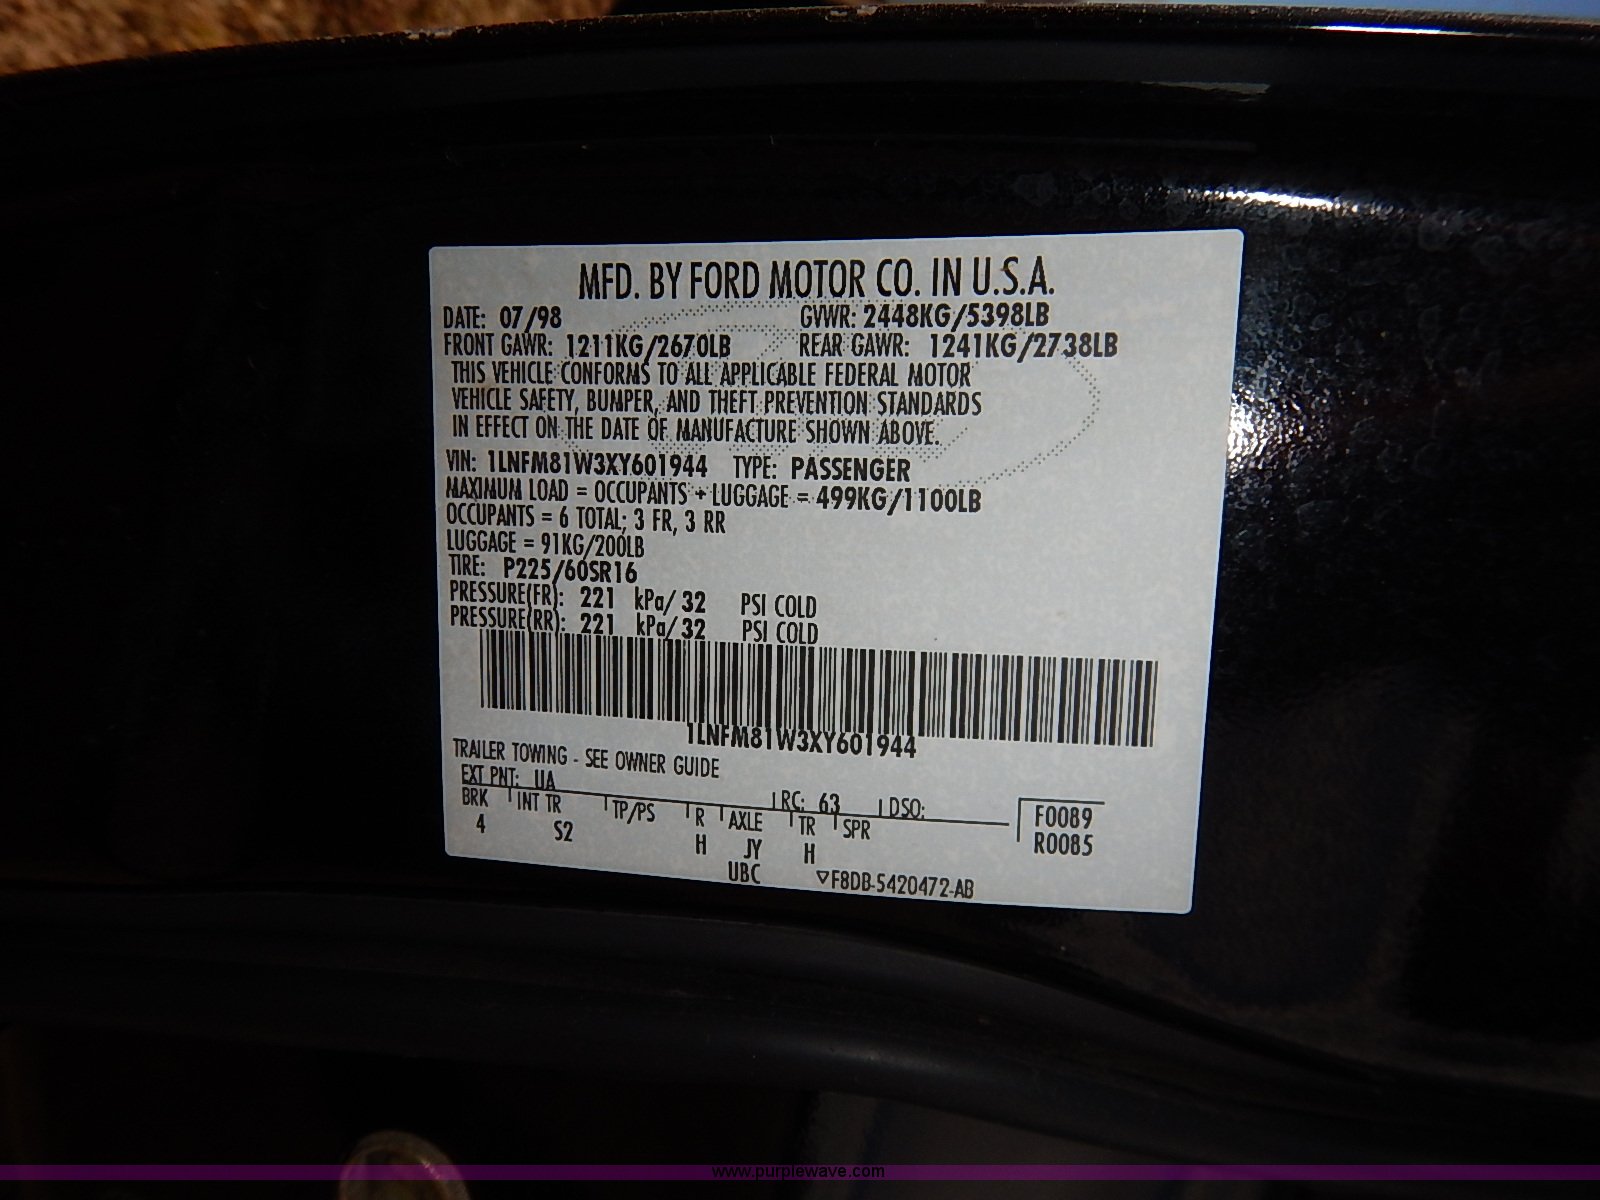 MFD. BY FORD MOTOR CO. IN U.S.A.
DATE: 07/98 GVWR: 2448KG/5398LB
FRONT GAWR: 1211KG/2670LB REAR GAWR: 1241KG/2738LB
THIS VEHICLE CONFORMS TO ALL APPLICABLE FEDERAL MOTOR
VEHICLE SAFETY, BUMPER, AND THEFT PREVENTION STANDARDS
IN EFFECT ON THE DATE OF MANUFACTURE SHOWN ABOVE.
VIN: 1LNFM81W3XY601944 TYPE: PASSENGER
MAXIMUM LOAD = OCCUPANTS + LUGGAGE = 499KG/1100LB
OCCUPANTS = 6 TOTAL; 3 FR, 3 RR
LUGGAGE = 91KG/200LB
TIRE: P225/60SR16
PRESSURE(FR): 221 kPa/ 32 PSI COLD
PRESSURE(RR): 221 kPa/ 32 PSI COLD
1LNFM81W3XY601944
TRAILER TOWING - SEE OWNER GUIDE
EXT PNT: UA RC: 63 DSO:
BRK INT TR TP/PS R AXLE TR SPR
4 S2 H JY H
UBC
F0089
R0085
▽F8DB-5420472-AB
www.purplewave.com